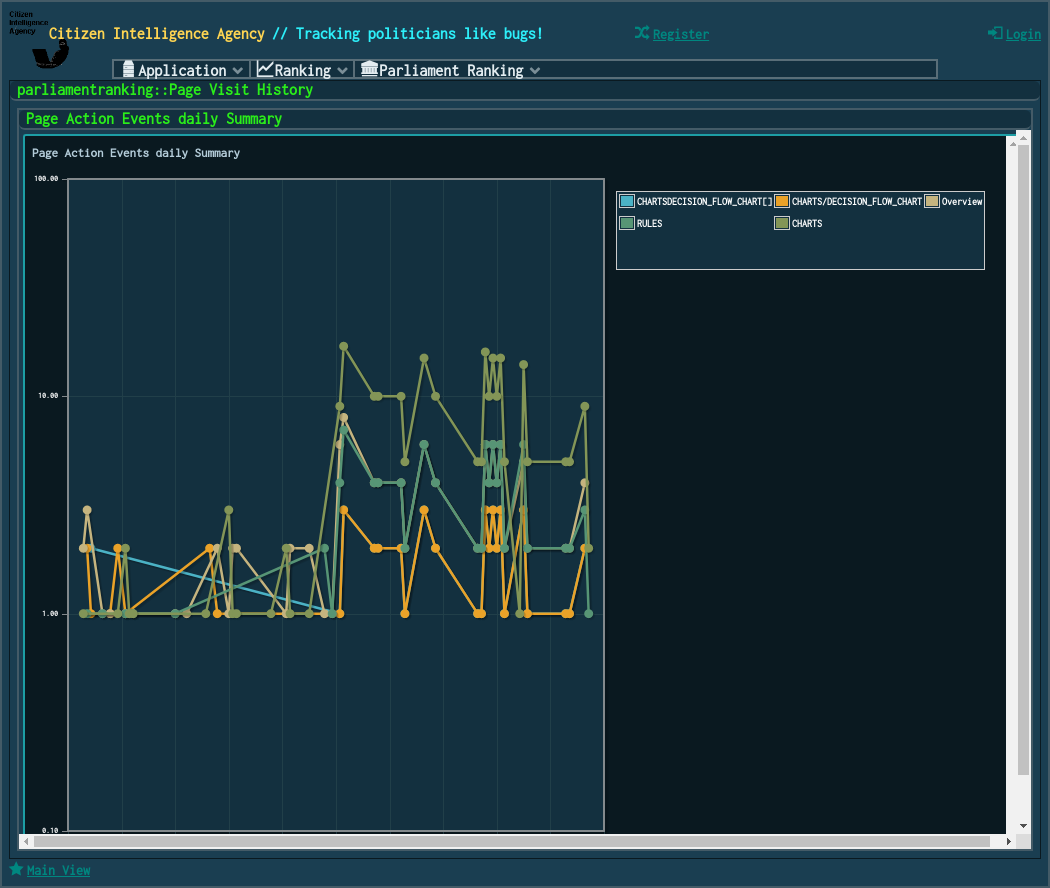 Citizen
Intelligence
Agency
Citizen Intelligence Agency // Tracking politicians like bugs!
Register
Login
Application
Ranking
Parliament Ranking
parliamentranking::Page Visit History
Page Action Events daily Summary
Page Action Events daily Summary
100.00
10.00
1.00
0.10
CHARTSDECISION_FLOW_CHART[]
CHARTS/DECISION_FLOW_CHART
Overview
RULES
CHARTS
Main View